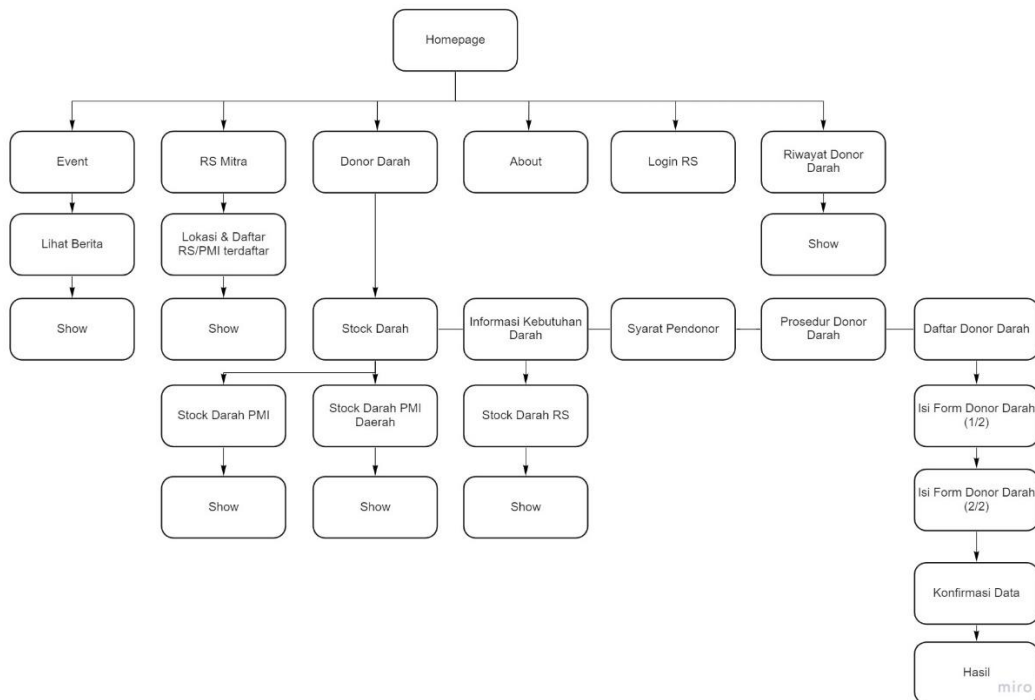 Homepage
Event
RS Mitra
Donor Darah
About
Login RS
Riwayat Donor
Darah
Lihat Berita
Lokasi & Daftar
RS/PMI terdaftar
Show
Show
Show
Stock Darah
Informasi Kebutuhan
Darah
Syarat Pendonor
Prosedur Donor
Darah
Daftar Donor Darah
Stock Darah PMI
Stock Darah PMI
Daerah
Stock Darah RS
Isi Form Donor Darah
(1/2)
Show
Show
Show
Isi Form Donor Darah
(2/2)
Konfirmasi Data
Hasil
miro